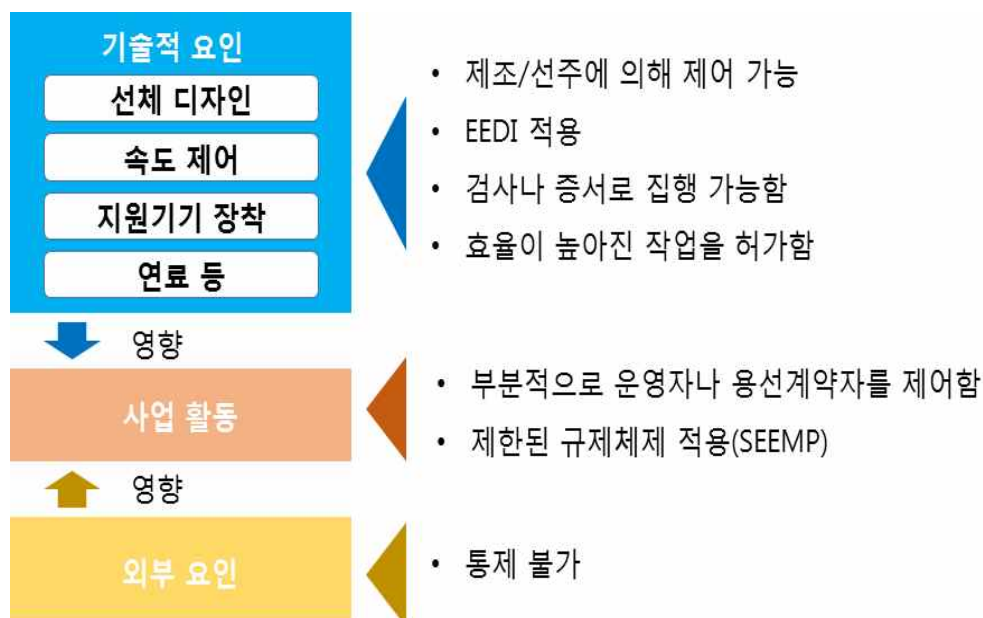 기술적 요인
선체 디자인
속도 제어
지원기기 장착
연료 등
• 제조/선주에 의해 제어 가능
• EEDI 적용
• 검사나 증서로 집행 가능함
• 효율이 높아진 작업을 허가함
영향
사업 활동
• 부분적으로 운영자나 용선계약자를 제어함
• 제한된 규제체제 적용(SEEMP)
영향
외부 요인
• 통제 불가